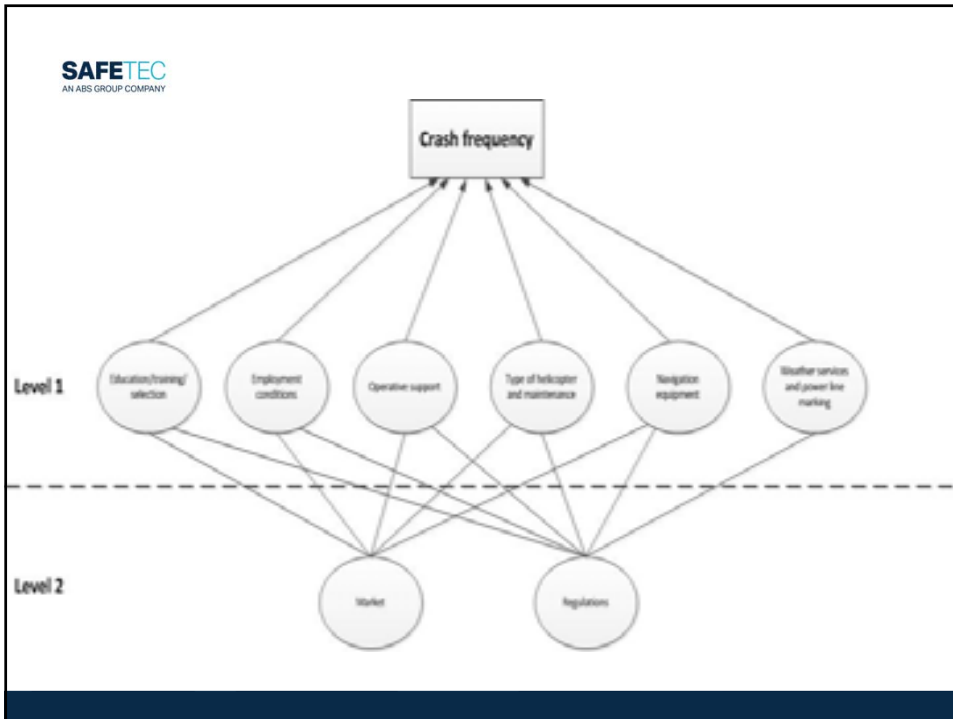 SAFETEC
AN ABS GROUP COMPANY
Crash frequency
Level 1
Education/training/
selection
Employment
conditions
Operative support
Type of helicopter
and maintenance
Navigation
equipment
Weather services
and power line
marking
Level 2
Market
Regulations